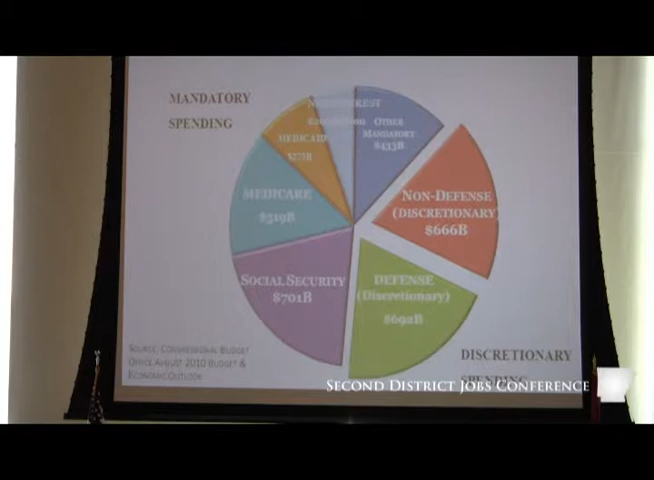 MANDATORY
SPENDING
OTHER
MANDATORY
$433B
MEDICAID
NON-DEFENSE
(DISCRETIONARY)
$666B
MEDICARE
$519B
SOCIAL SECURITY
$701B
DEFENSE
(Discretionary)
$692B
SOURCE: CONGRESSIONAL BUDGET
OFFICE AUGUST 2010 BUDGET &
ECONOMIC OUTLOOK
DISCRETIONARY
SPENDING
SECOND DISTRICT JOBS CONFERENCE